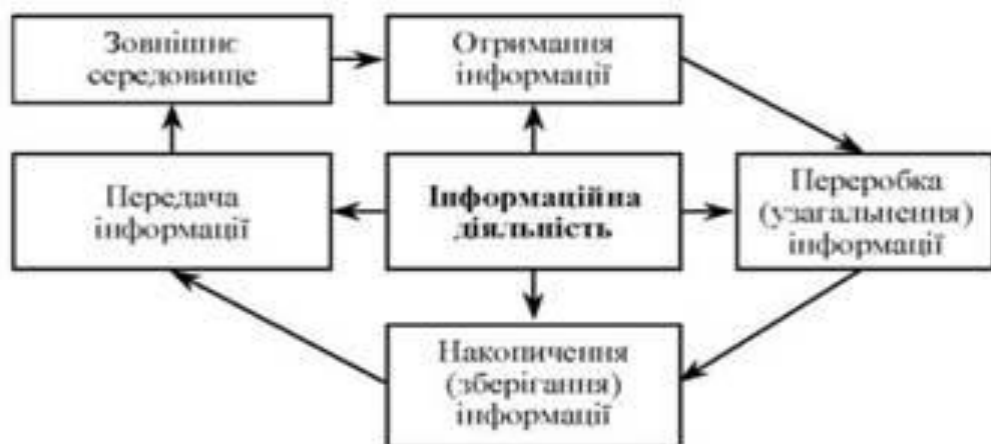 Зовнішнє
середовище
Отримання
інформації
Передача
інформації
Інформаційна
діяльність
Переробка
(узагальнення)
інформації
Накопичення
(зберігання)
інформації